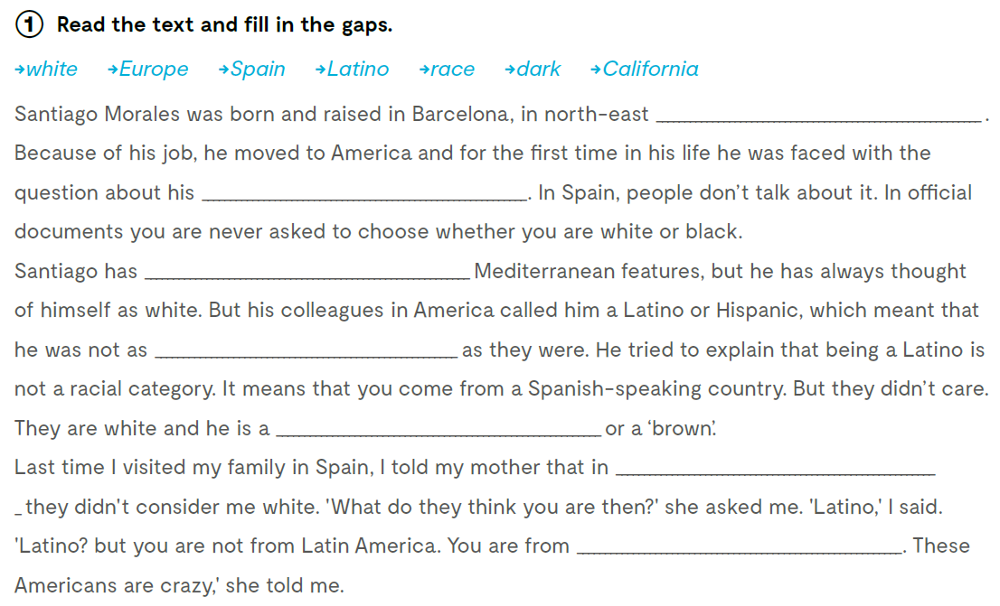 ① Read the text and fill in the gaps.
→white →Europe →Spain →Latino →race →dark →California
Santiago Morales was born and raised in Barcelona, in north-east ______________________________.
Because of his job, he moved to America and for the first time in his life he was faced with the
question about his ______________________________. In Spain, people don’t talk about it. In official
documents you are never asked to choose whether you are white or black.
Santiago has ______________________________ Mediterranean features, but he has always thought
of himself as white. But his colleagues in America called him a Latino or Hispanic, which meant that
he was not as ____________________________ as they were. He tried to explain that being a Latino is
not a racial category. It means that you come from a Spanish-speaking country. But they didn’t care.
They are white and he is a ______________________________ or a ‘brown’.
Last time I visited my family in Spain, I told my mother that in ______________________________
_ they didn't consider me white. 'What do they think you are then?' she asked me. 'Latino,' I said.
'Latino? but you are not from Latin America. You are from ______________________________. These
Americans are crazy,' she told me.